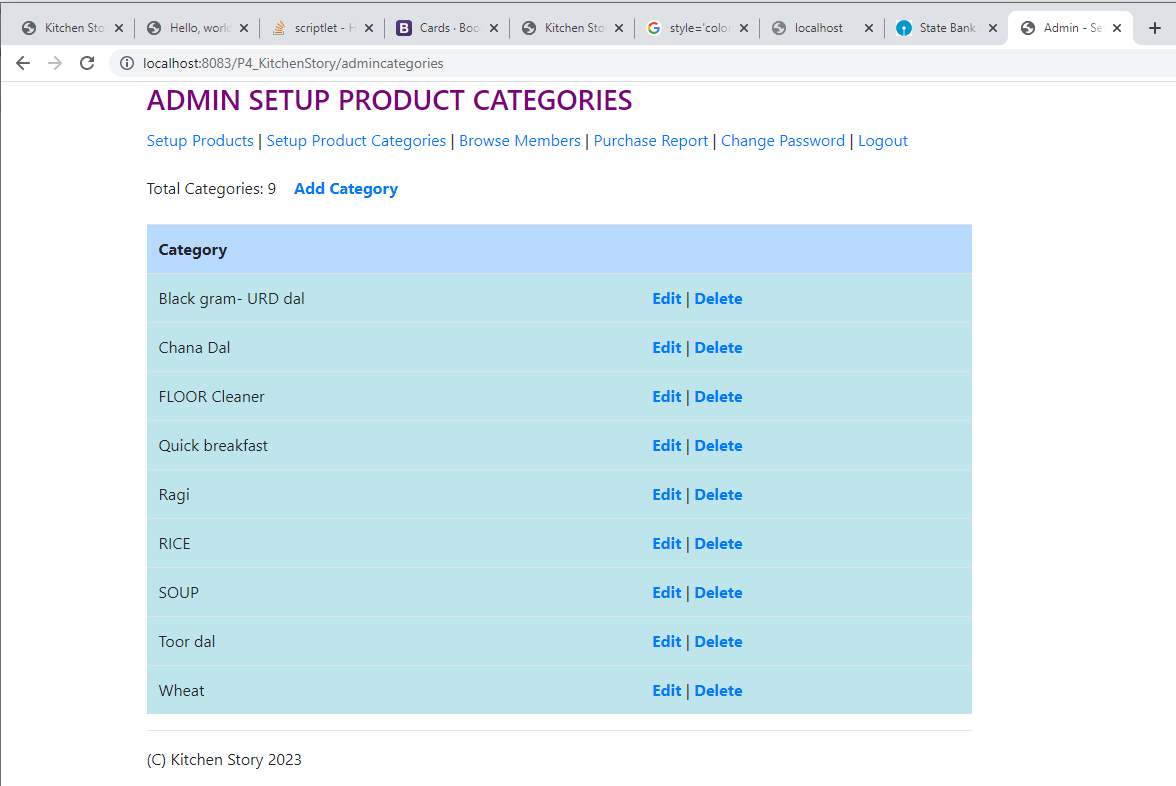 Kitchen Sto Hello, work scriptlet - H Cards · Boo Kitchen Sto style='colo localhost State Bank Admin - Se
localhost:8083/P4_KitchenStory/admincategories
ADMIN SETUP PRODUCT CATEGORIES
Setup Products | Setup Product Categories | Browse Members | Purchase Report | Change Password | Logout
Total Categories: 9 Add Category
Category
Black gram- URD dal Edit | Delete
Chana Dal Edit | Delete
FLOOR Cleaner Edit | Delete
Quick breakfast Edit | Delete
Ragi Edit | Delete
RICE Edit | Delete
SOUP Edit | Delete
Toor dal Edit | Delete
Wheat Edit | Delete
(C) Kitchen Story 2023